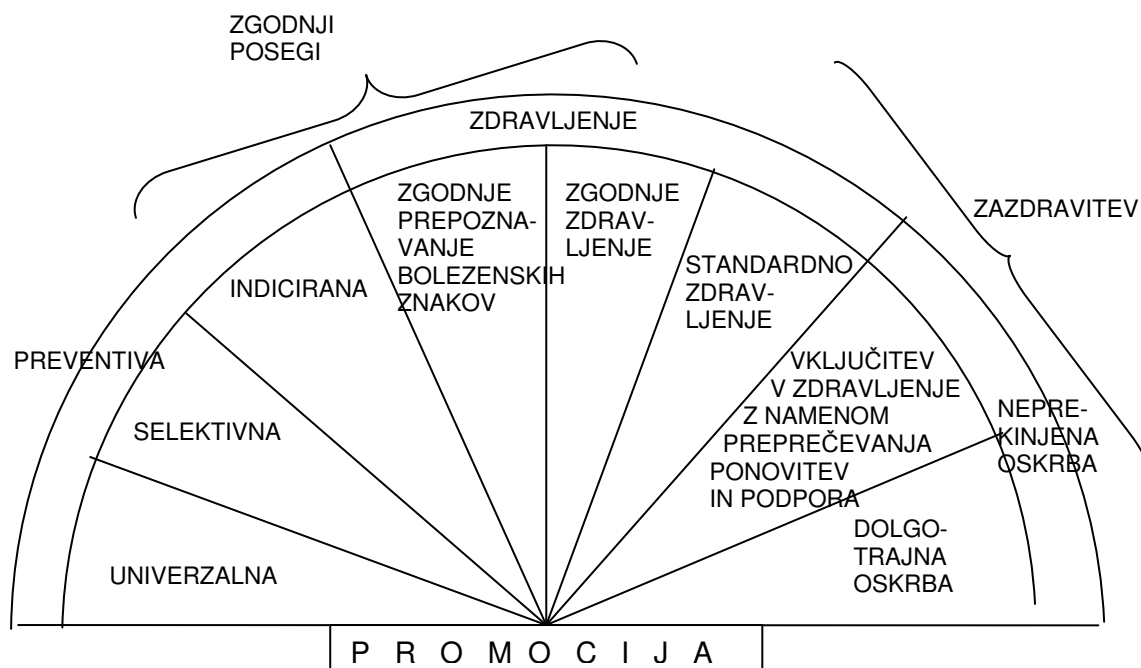 ZGODNJI
POSEGI
ZDRAVLJENJE
ZAZDRAVITEV
PREVENTIVA
UNIVERZALNA
SELEKTIVNA
INDICIRANA
ZGODNJE
PREPOZNA-
VANJE
BOLEZENSKIH
ZNAKOV
ZGODNJE
ZDRAV-
LJENJE
STANDARDNO
ZDRAV-
LJENJE
VKLJUČITEV
V ZDRAVLJENJE
Z NAMENOM
PREPREČEVANJA
PONOVITEV
IN PODPORA
DOLGO-
TRAJNA
OSKRBA
NEPRE-
KINJENA
OSKRBA
P R O M O C I J A